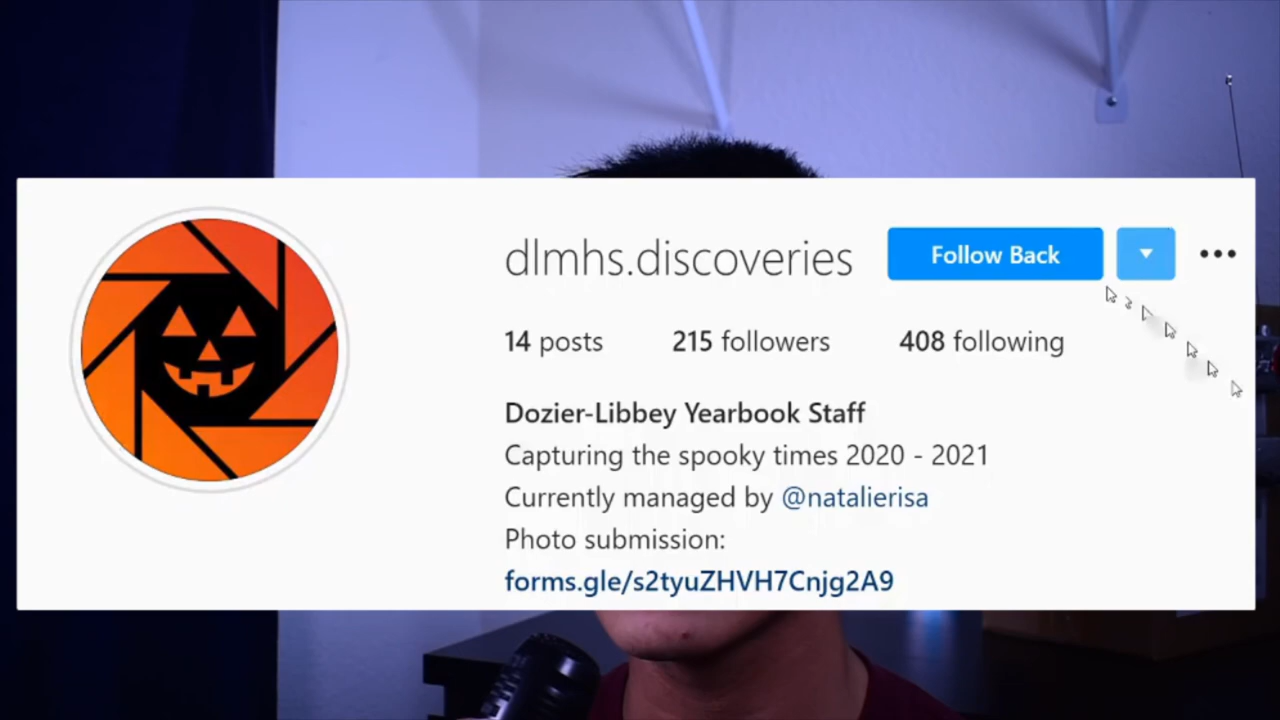 dlmhs.discoveries Follow Back
14 posts 215 followers 408 following
Dozier-Libbey Yearbook Staff
Capturing the spooky times 2020 - 2021
Currently managed by @natalierisa
Photo submission:
forms.gle/s2tyuZHVH7Cnjg2A9